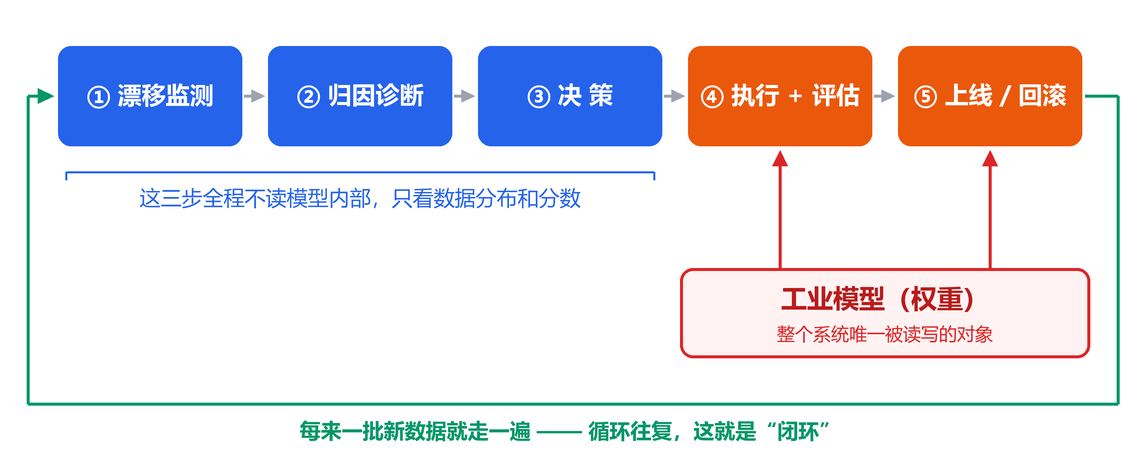 ① 漂移监测
② 归因诊断
③ 决 策
④ 执行 + 评估
⑤ 上线 / 回滚
这三步全程不读模型内部，只看数据分布和分数
工业模型（权重）
整个系统唯一被读写的对象
每来一批新数据就走一遍 —— 循环往复，这就是“闭环”